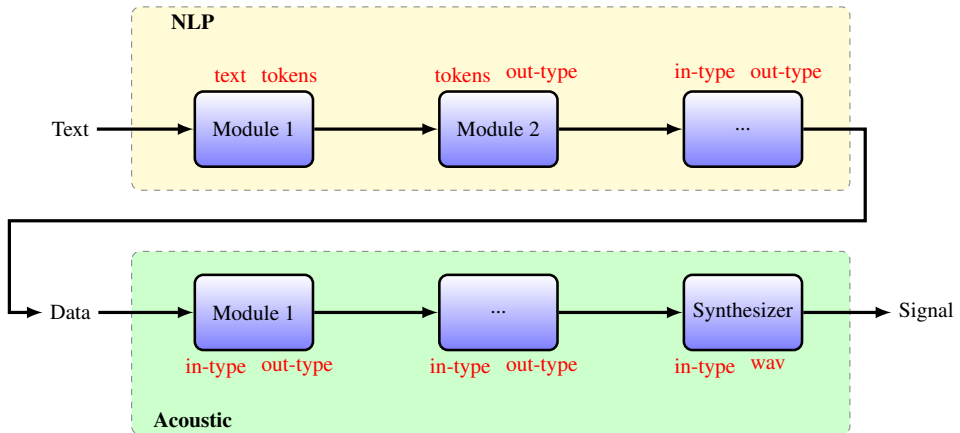 NLP
text tokens
tokens out-type
in-type out-type
Text
Module 1
Module 2
...
Data
Module 1
...
Synthesizer
Signal
in-type out-type
in-type out-type
in-type wav
Acoustic